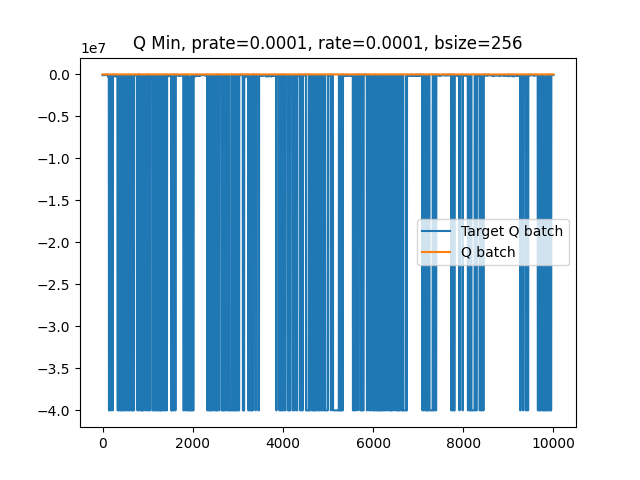 Q Min, prate=0.0001, rate=0.0001, bsize=256
1e7
0.0
−0.5
−1.0
−1.5
−2.0
−2.5
−3.0
−3.5
−4.0
Target Q batch
Q batch
0 2000 4000 6000 8000 10000